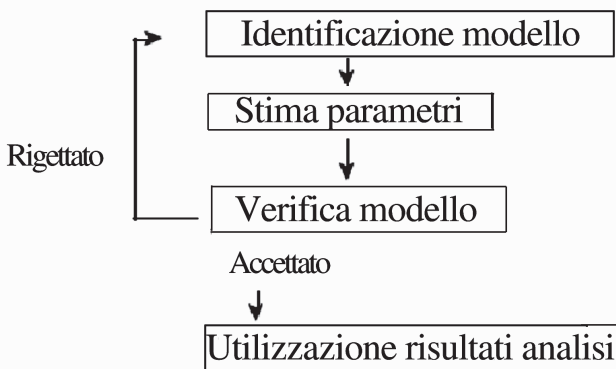 Identificazione modello
Stima parametri
Rigettato
Verifica modello
Accettato
Utilizzazione risultati analisi